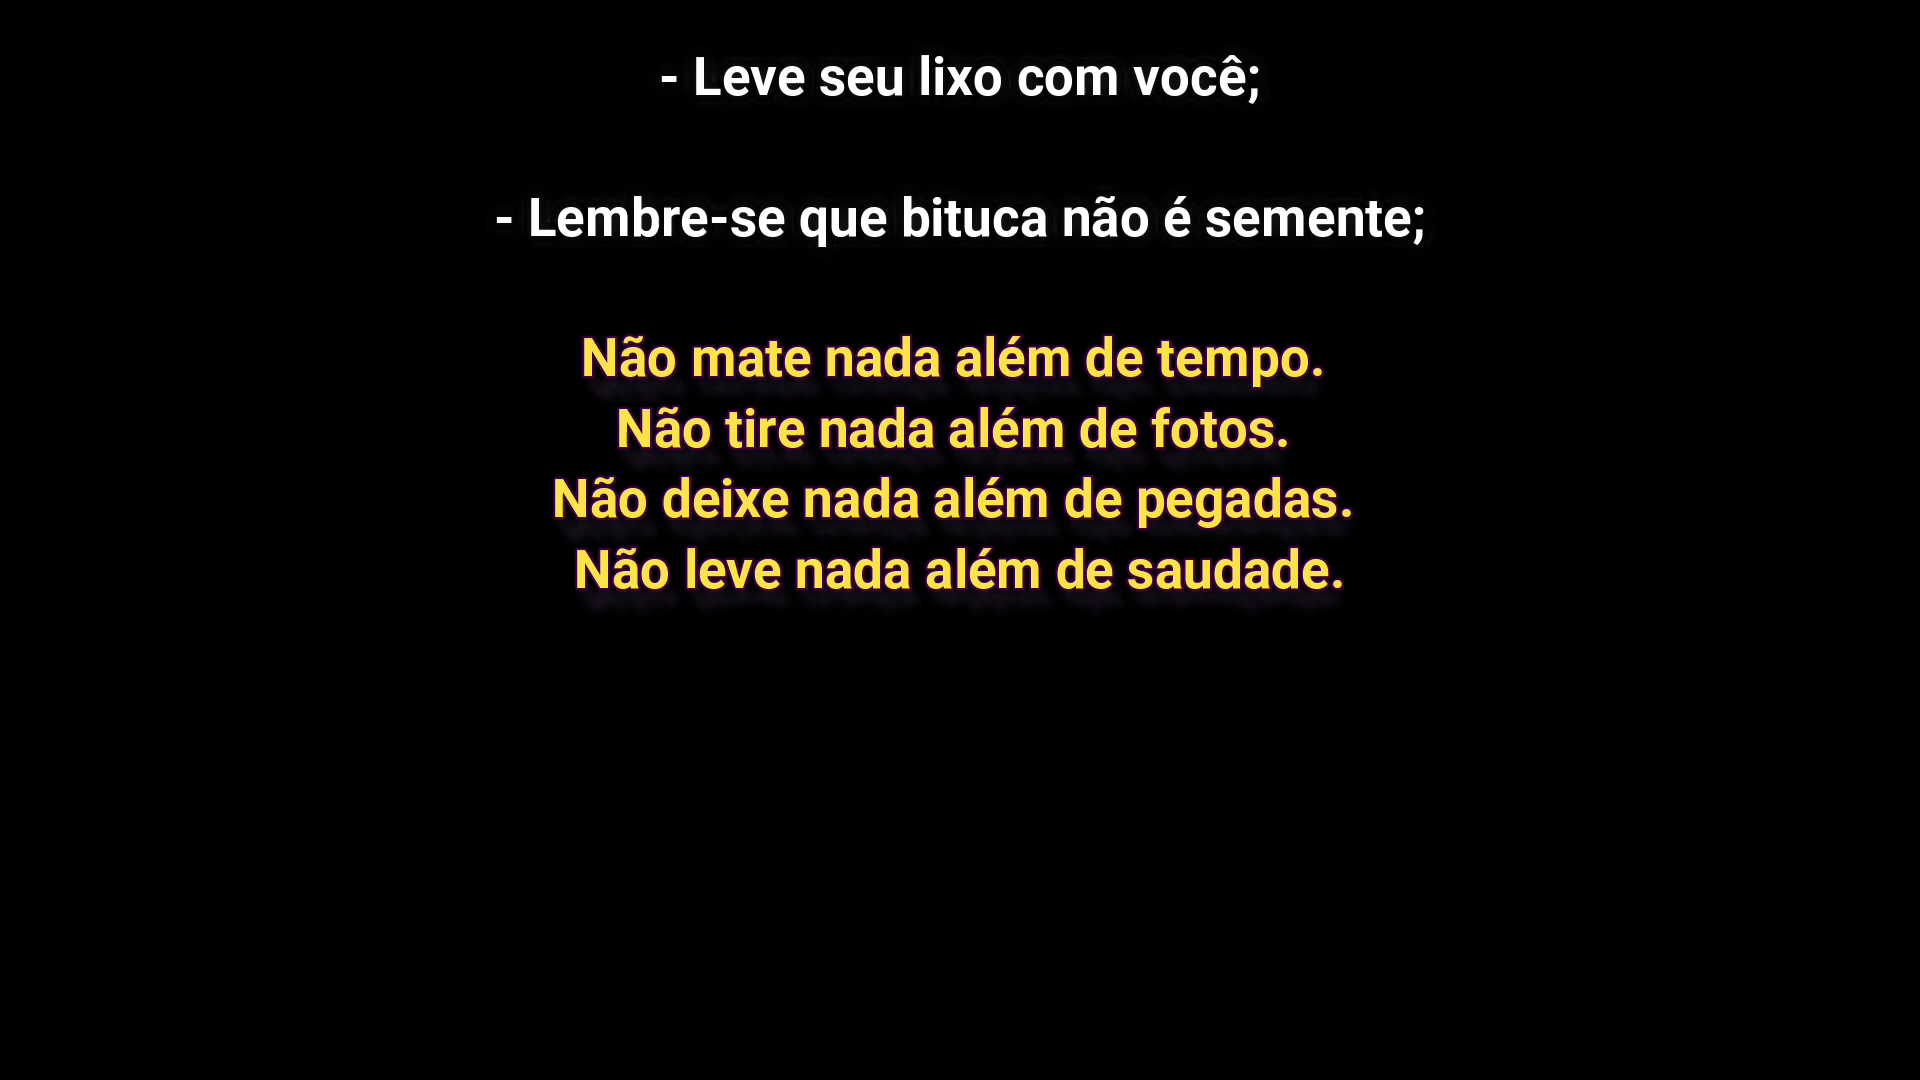 - Leve seu lixo com você;
- Lembre-se que bituca não é semente;
Não mate nada além de tempo.
Não tire nada além de fotos.
Não deixe nada além de pegadas.
Não leve nada além de saudade.